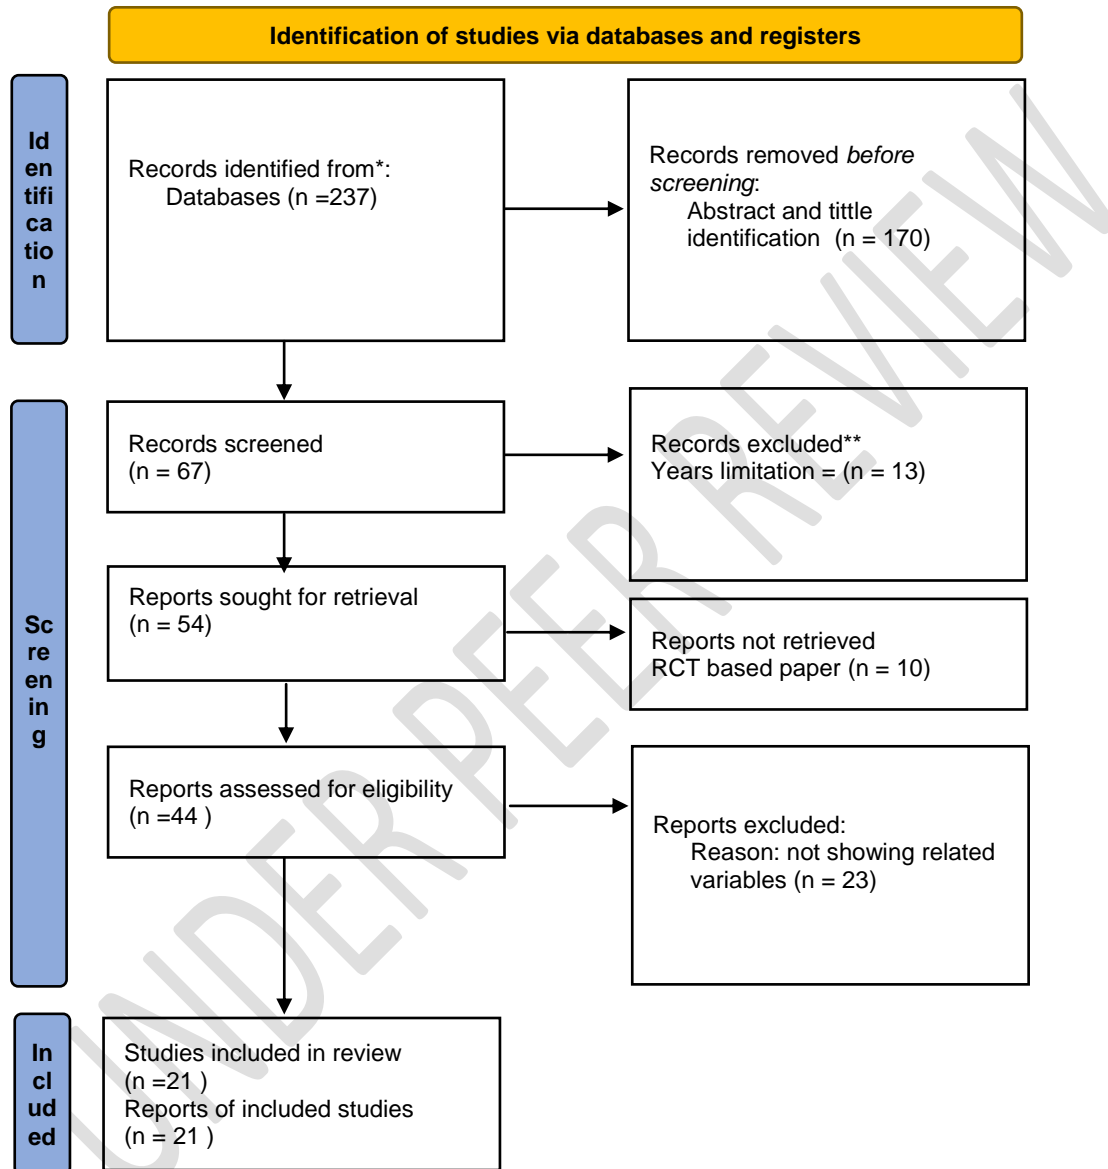 Identification of studies via databases and registers
Id
en
tifi
ca
tio
n
Records identified from*:
Databases (n =237)
Records removed before
screening:
Abstract and tittle
identification (n = 170)
Sc
re
en
in
g
Records screened
(n = 67)
Records excluded**
Years limitation = (n = 13)
Reports sought for retrieval
(n = 54)
Reports not retrieved
RCT based paper (n = 10)
Reports assessed for eligibility
(n =44 )
Reports excluded:
Reason: not showing related
variables (n = 23)
In
cl
ud
ed
Studies included in review
(n =21 )
Reports of included studies
(n = 21 )
UNDER PEER REVIEW